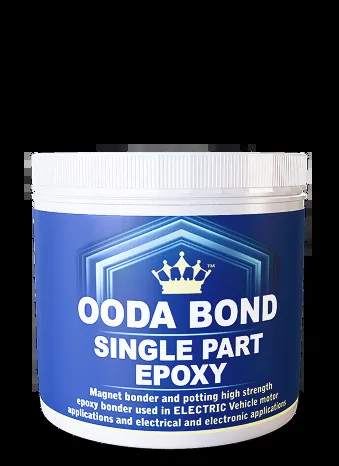 ™
OODA BOND
SINGLE PART
EPOXY
Magnet bonder and potting high strength
epoxy bonder used in ELECTRIC Vehicle motor
applications and electrical and electronic applications